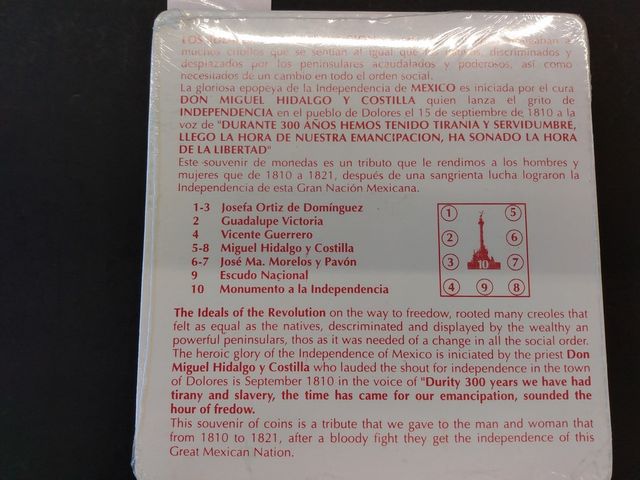 muchos criollos que se sentían al igual que los nativos, discriminados y
desplazados por los peninsulares acaudalados y poderosos, así como
necesitados de un cambio en todo el orden social.
La gloriosa epopeya de la Independencia de MEXICO es iniciada por el cura
DON MIGUEL HIDALGO Y COSTILLA quien lanza el grito de
INDEPENDENCIA en el pueblo de Dolores el 15 de septiembre de 1810 a la
voz de "DURANTE 300 AÑOS HEMOS TENIDO TIRANIA Y SERVIDUMBRE,
LLEGO LA HORA DE NUESTRA EMANCIPACION, HA SONADO LA HORA
DE LA LIBERTAD"
Este souvenir de monedas es un tributo que le rendimos a los hombres y
mujeres que de 1810 a 1821, después de una sangrienta lucha lograron la
Independencia de esta Gran Nación Mexicana.
1-3 Josefa Ortiz de Domínguez
2 Guadalupe Victoria
4 Vicente Guerrero
5-8 Miguel Hidalgo y Costilla
6-7 José Ma. Morelos y Pavón
9 Escudo Nacional
10 Monumento a la Independencia
1 5
2 6
3 10 7
4 9 8
The Ideals of the Revolution on the way to freedow, rooted many creoles that
felt as equal as the natives, descriminated and displayed by the wealthy an
powerful peninsulars, thos as it was needed of a change in all the social order.
The heroic glory of the Independence of Mexico is iniciated by the priest Don
Miguel Hidalgo y Costilla who lauded the shout for independence in the town
of Dolores is September 1810 in the voice of "Durity 300 years we have had
tirany and slavery, the time has came for our emancipation, sounded the
hour of fredow.
This souvenir of coins is a tribute that we gave to the man and woman that
from 1810 to 1821, after a bloody fight they get the independence of this
Great Mexican Nation.